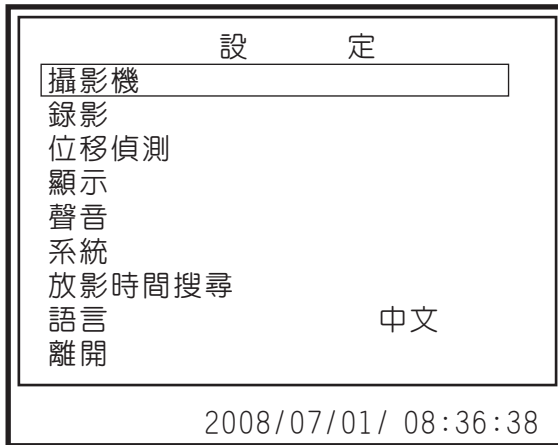 設 定
攝影機
錄影
位移偵測
顯示
聲音
系統
放影時間搜尋
語言 中文
離開
2008/07/01/ 08:36:38